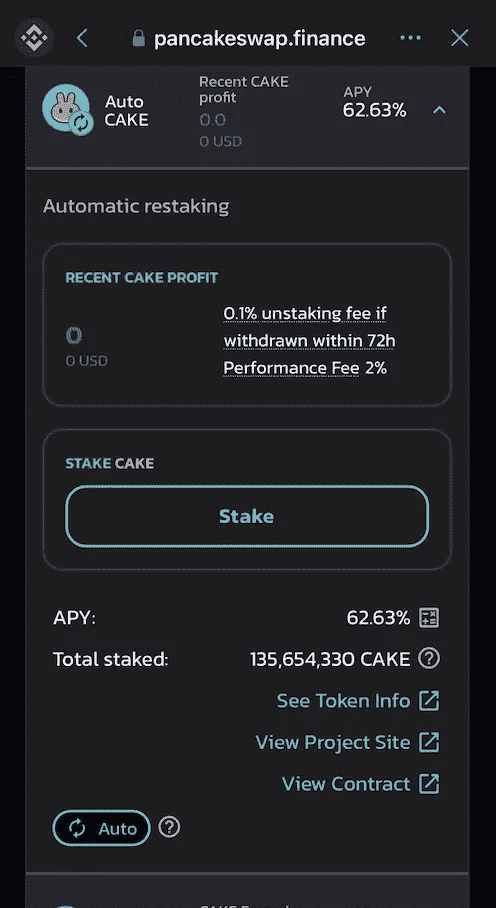 pancakeswap.finance
Recent CAKE
profit
Auto
CAKE
0.0
0 USD
APY
62.63%
Automatic restaking
RECENT CAKE PROFIT
0
0 USD
0.1% unstaking fee if
withdrawn within 72h
Performance Fee 2%
STAKE CAKE
Stake
APY:
62.63%
Total staked:
135,654,330 CAKE
See Token Info
View Project Site
View Contract
Auto